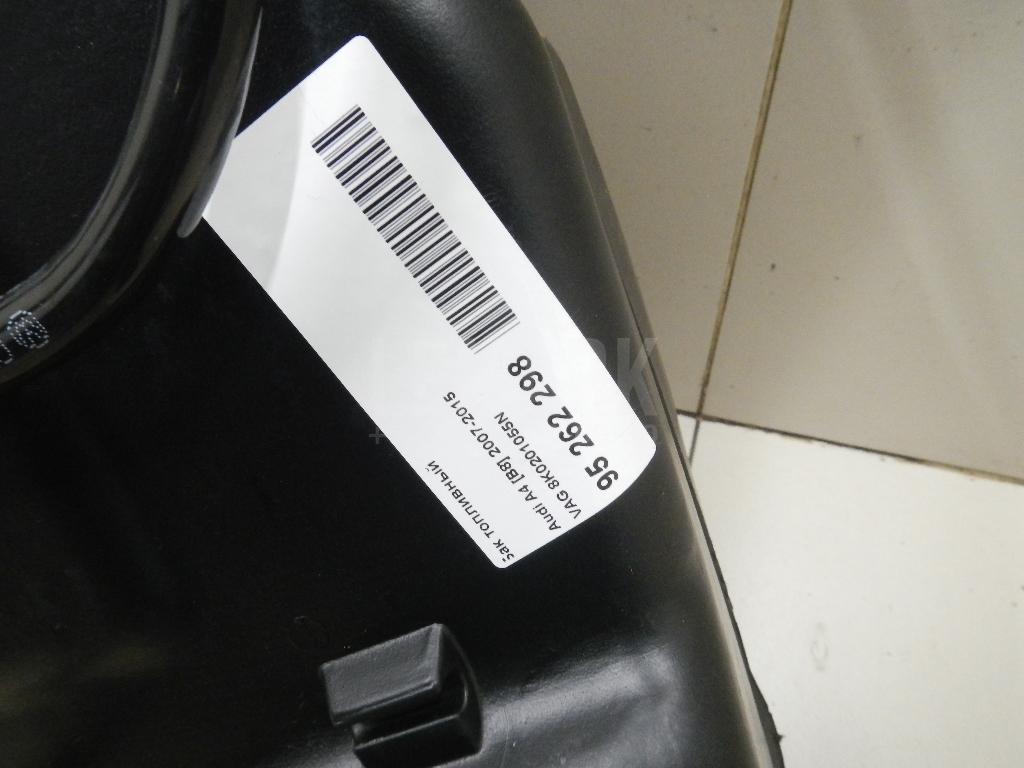 95 262 298
VAG 8K0201055N
Audi A4 [B8] 2007-2015
Бак топливный